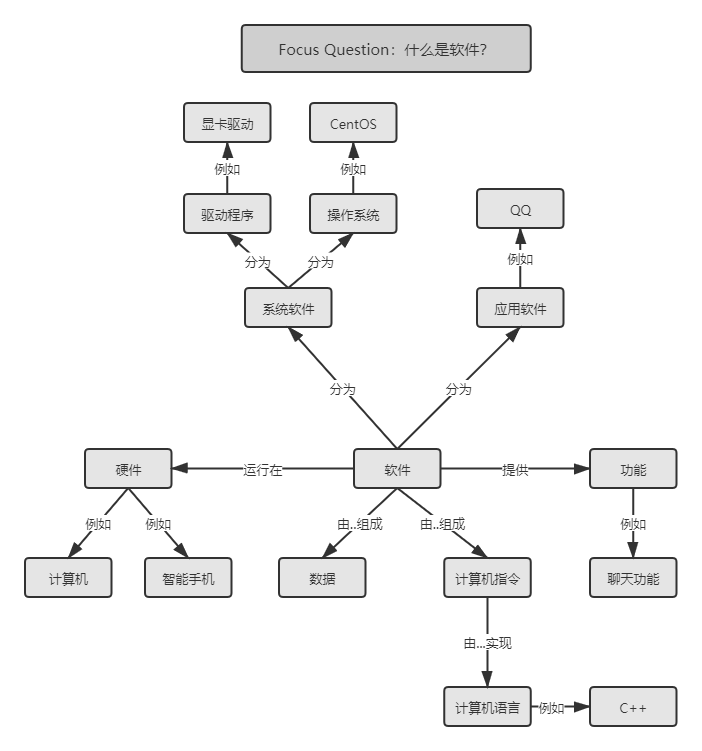 Focus Question：什么是软件?
显卡驱动
CentOS
例如
例如
驱动程序
操作系统
QQ
分为
分为
例如
系统软件
应用软件
分为
分为
硬件
运行在
软件
提供
功能
例如
例如
由..组成
由..组成
例如
计算机
智能手机
数据
计算机指令
聊天功能
由...实现
计算机语言
例如
C++